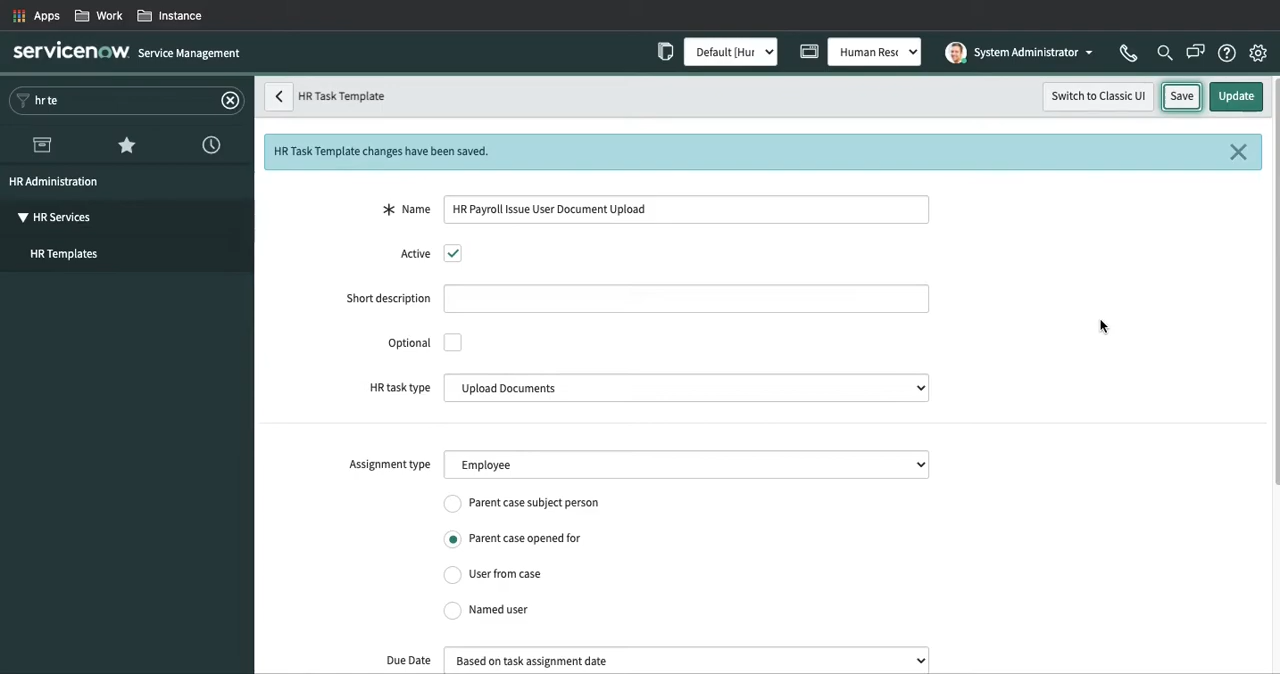 Apps Work Instance
servicenow Service Management Default [Hur Human Resc System Administrator
hr te
HR Task Template Switch to Classic UI Save Update
HR Task Template changes have been saved.
HR Administration
HR Services
HR Templates
* Name HR Payroll Issue User Document Upload
Active
Short description
Optional
HR task type Upload Documents
Assignment type Employee
Parent case subject person
Parent case opened for
User from case
Named user
Due Date Based on task assignment date